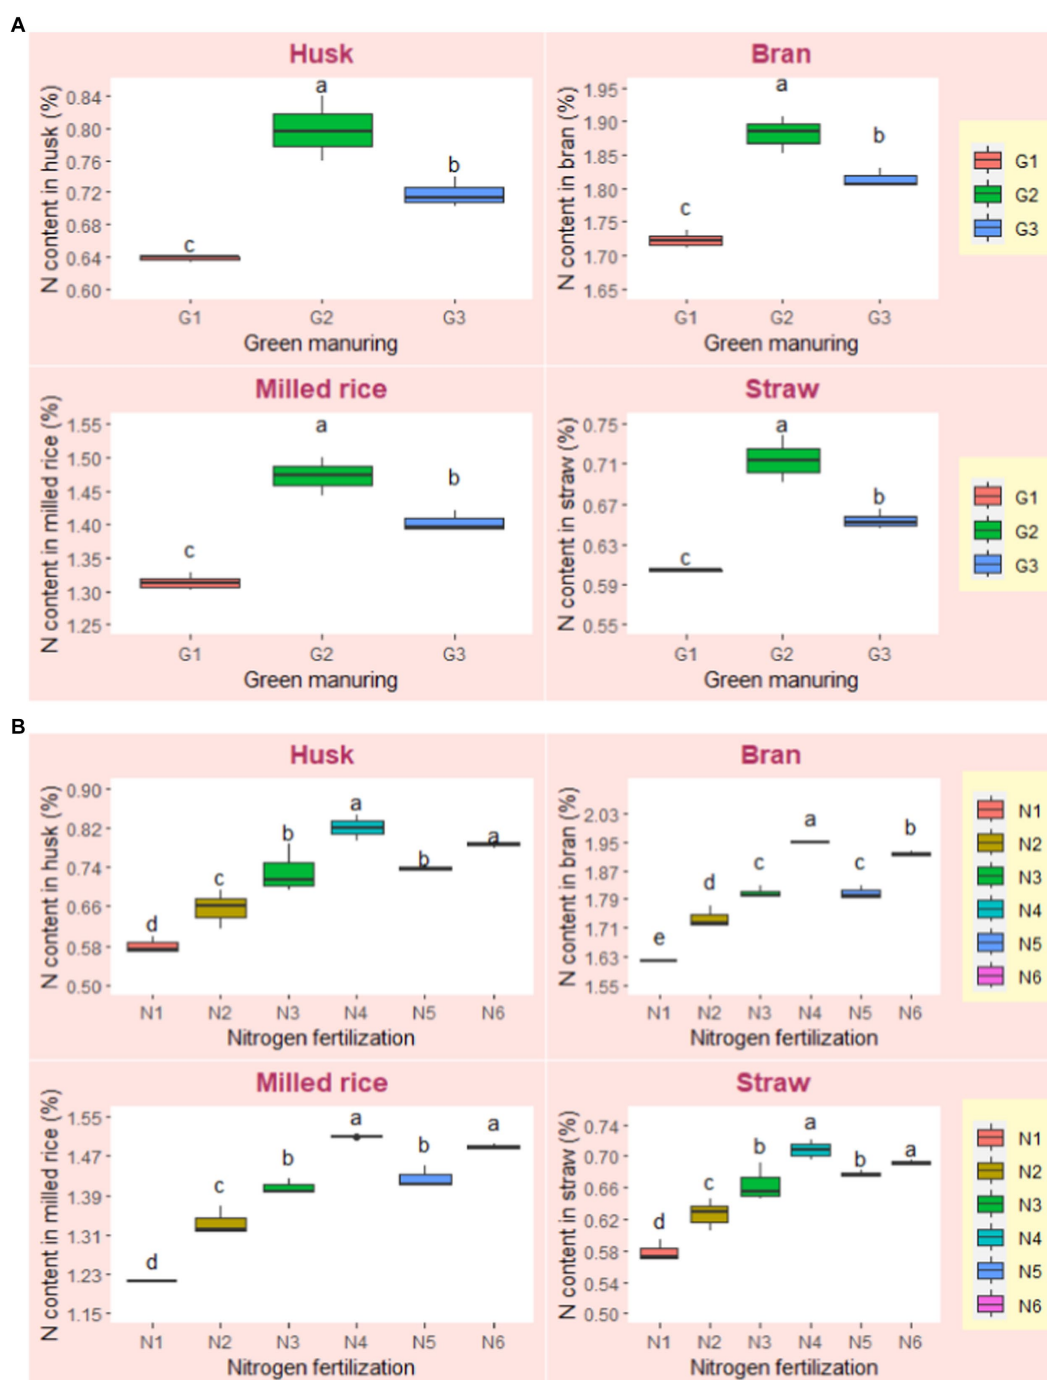 A
Husk
N content in husk (%)
0.84
0.80
0.76
0.72
0.68
0.64
0.60
c
a
b
G1 G2 G3
Green manuring
Bran
N content in bran (%)
1.95
1.90
1.85
1.80
1.75
1.70
1.65
c
a
b
G1 G2 G3
Green manuring
G1
G2
G3
Milled rice
N content in milled rice (%)
1.55
1.50
1.45
1.40
1.35
1.30
1.25
c
a
b
G1 G2 G3
Green manuring
Straw
N content in straw (%)
0.75
0.71
0.67
0.63
0.59
0.55
c
a
b
G1 G2 G3
Green manuring
G1
G2
G3
B
Husk
N content in husk (%)
0.90
0.82
0.74
0.66
0.58
0.50
d
c
b
a
b
a
N1 N2 N3 N4 N5 N6
Nitrogen fertilization
Bran
N content in bran (%)
2.03
1.95
1.87
1.79
1.71
1.63
1.55
e
d
c
a
c
b
N1 N2 N3 N4 N5 N6
Nitrogen fertilization
N1
N2
N3
N4
N5
N6
Milled rice
N content in milled rice (%)
1.55
1.47
1.39
1.31
1.23
1.15
d
c
b
a
b
a
N1 N2 N3 N4 N5 N6
Nitrogen fertilization
Straw
N content in straw (%)
0.74
0.70
0.66
0.62
0.58
0.54
0.50
d
c
b
a
b
a
N1 N2 N3 N4 N5 N6
Nitrogen fertilization
N1
N2
N3
N4
N5
N6